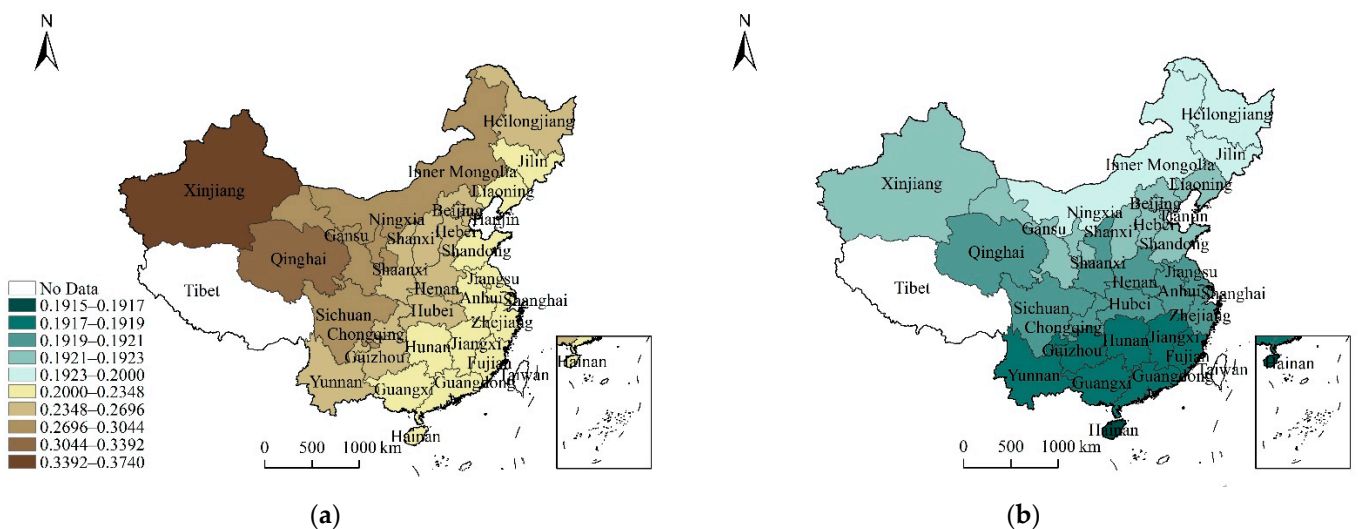 N
Heilongjiang
Jilin
Inner Mongolia
Liaoning
Xinjiang
Beijing
Tianjin
Ningxia
Hebei
Gansu
Shanxi
Shandong
Qinghai
Shaanxi
Jiangsu
Henan
Tibet
Anhui
Shanghai
Sichuan
Hubei
Zhejiang
Chongqing
Hunan
Jiangxi
Guizhou
Fujian
Yunnan
Guangxi
Guangdong
Taiwan
Hainan
Hainan
No Data
0.1915–0.1917
0.1917–0.1919
0.1919–0.1921
0.1921–0.1923
0.1923–0.2000
0.2000–0.2348
0.2348–0.2696
0.2696–0.3044
0.3044–0.3392
0.3392–0.3740
0 500 1000 km
(a)
N
Heilongjiang
Jilin
Inner Mongolia
Liaoning
Xinjiang
Beijing
Tianjin
Ningxia
Hebei
Gansu
Shanxi
Shandong
Qinghai
Shaanxi
Jiangsu
Henan
Tibet
Anhui
Shanghai
Sichuan
Hubei
Zhejiang
Chongqing
Hunan
Jiangxi
Guizhou
Fujian
Yunnan
Guangxi
Guangdong
Taiwan
Hainan
Hainan
0 500 1000 km
(b)